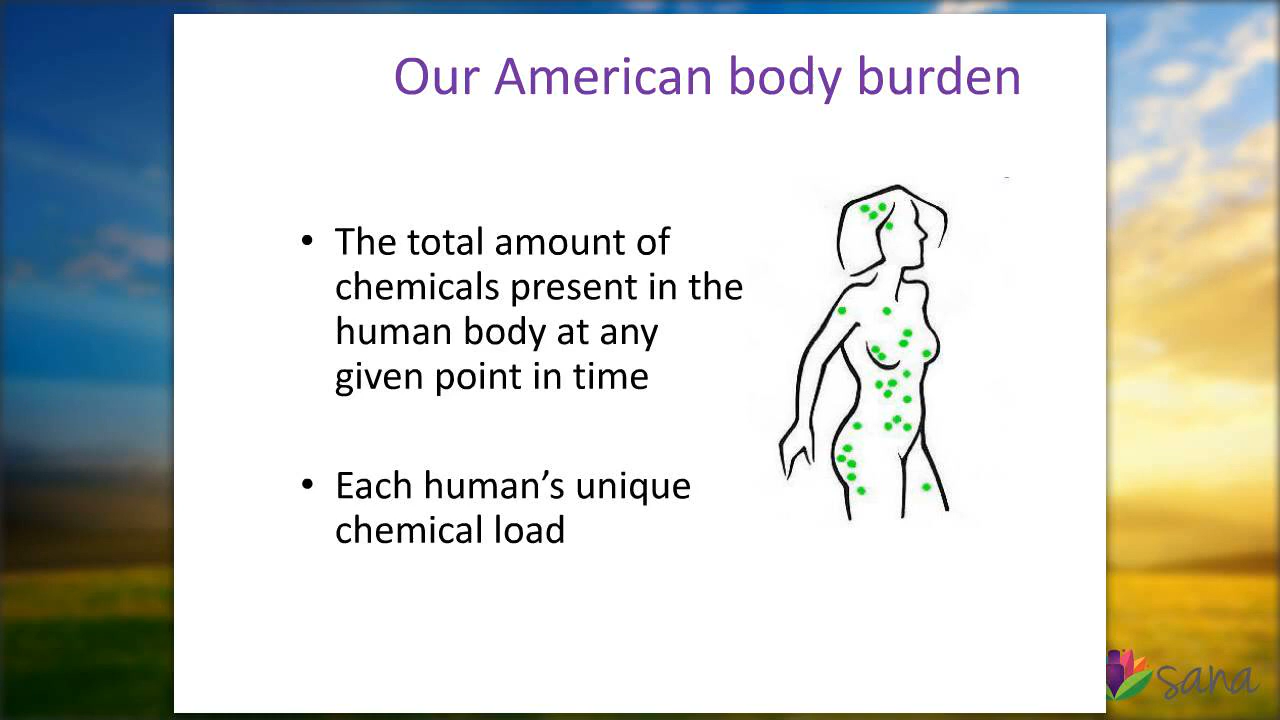 Our American body burden
• The total amount of
chemicals present in the
human body at any
given point in time
• Each human’s unique
chemical load
sana